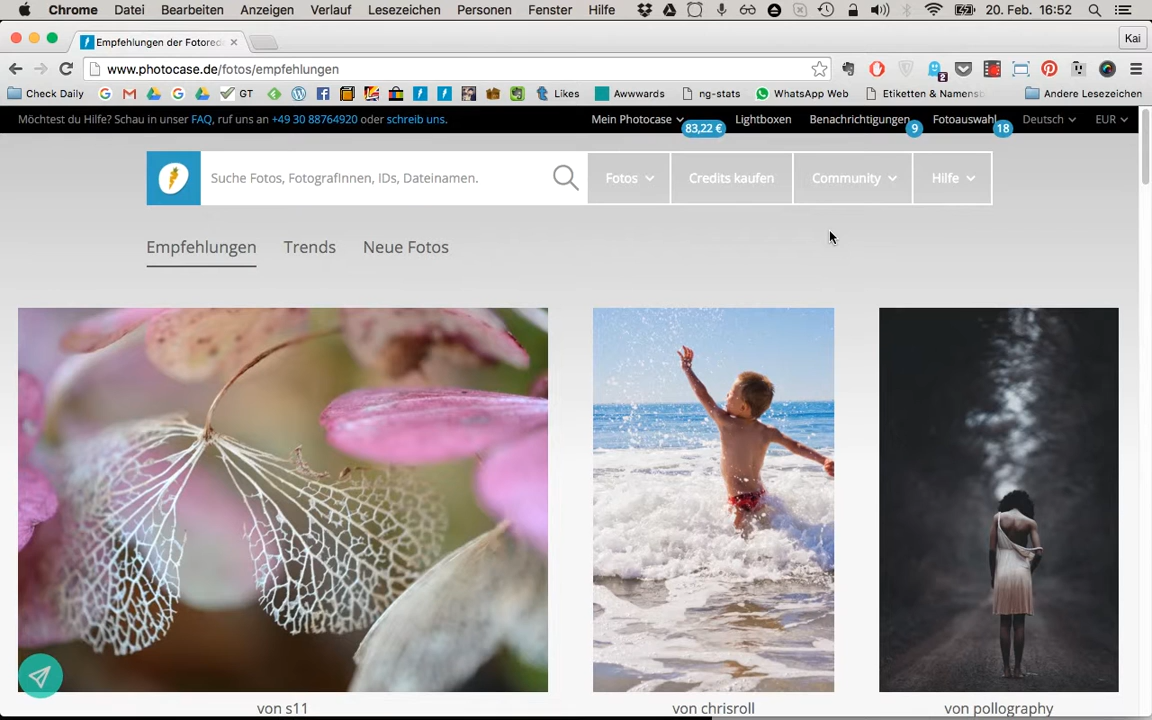 Chrome Datei Bearbeiten Anzeigen Verlauf Lesezeichen Personen Fenster Hilfe 20. Feb. 16:52
Empfehlungen der Fotored
Kai
www.photocase.de/fotos/empfehlungen
2
Check Daily GT Likes Awwwards ng-stats WhatsApp Web Etiketten & Namens Andere Lesezeichen
Möchtest du Hilfe? Schau in unser FAQ, ruf uns an +49 30 88764920 oder schreib uns. Mein Photocase 83,22 € Lightboxen Benachrichtigungen 9 Fotoauswahl 18 Deutsch EUR
Suche Fotos, FotografInnen, IDs, Dateinamen. Fotos Credits kaufen Community Hilfe
Empfehlungen Trends Neue Fotos
von s11 von chrisroll von pollography